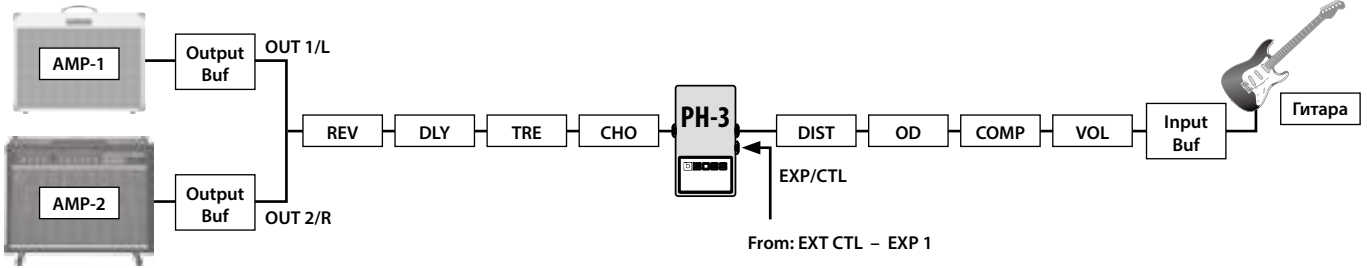 AMP-1
Output
Buf
OUT 1/L
REV
DLY
TRE
CHO
PH-3
BOSS
DIST
OD
COMP
VOL
Input
Buf
Гитара
EXP/CTL
AMP-2
Output
Buf
OUT 2/R
From: EXT CTL – EXP 1